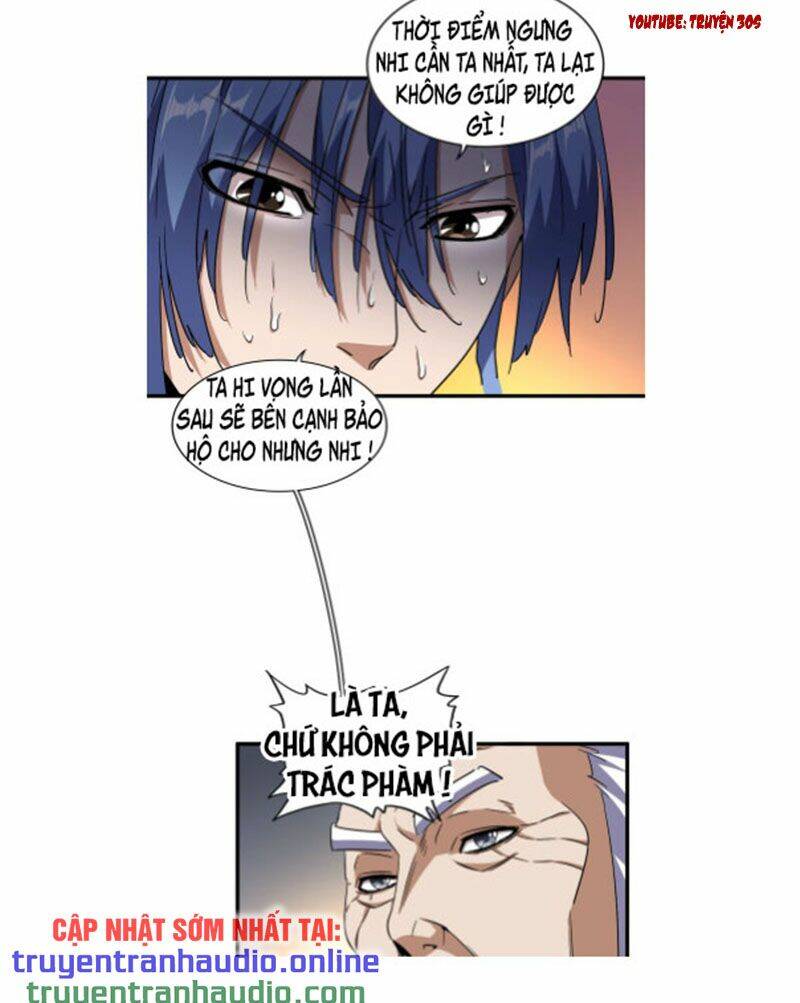 YOUTUBE: TRUYỆN 30S
THỜI ĐIỂM NGƯNG
NHI CẦN TA NHẤT, TA LẠI
KHÔNG GIÚP ĐƯỢC
GÌ !
TA HI VỌNG LẦN
SAU SẼ BÊN CẠNH BẢO
HỘ CHO NHƯNG NHI !
LÀ TA,
CHỨ KHÔNG PHẢI
TRÁC PHÀM !
CẬP NHẬT SỚM NHẤT TẠI:
truyentranhaudio.online
truyentranhaudio.com